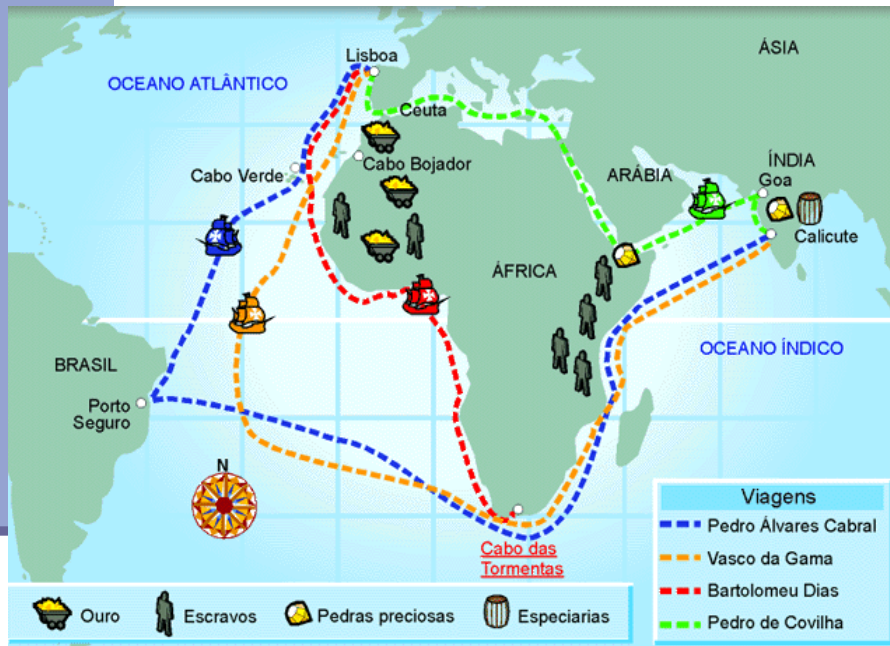 Lisboa
ÁSIA
OCEANO ATLÂNTICO
Ceuta
Cabo Bojador
Cabo Verde
ARÁBIA
ÍNDIA
Goa
Calicute
ÁFRICA
BRASIL
OCEANO ÍNDICO
Porto
Seguro
N
Cabo das
Tormentas
Viagens
Pedro Álvares Cabral
Vasco da Gama
Bartolomeu Dias
Pedro de Covilha
Ouro
Escravos
Pedras preciosas
Especiarias